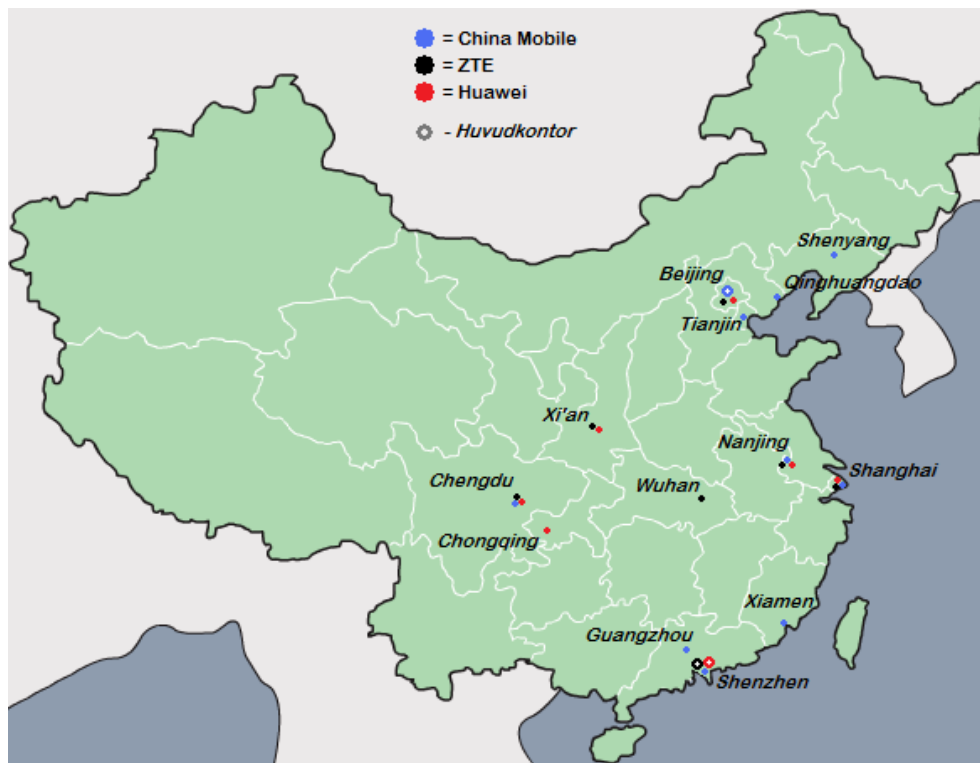 = China Mobile
= ZTE
= Huawei
- Huvudkontor
Shenyang
Beijing
Qinghuangdao
Tianjin
Xi'an
Nanjing
Shanghai
Chengdu
Wuhan
Chongqing
Xiamen
Guangzhou
Shenzhen